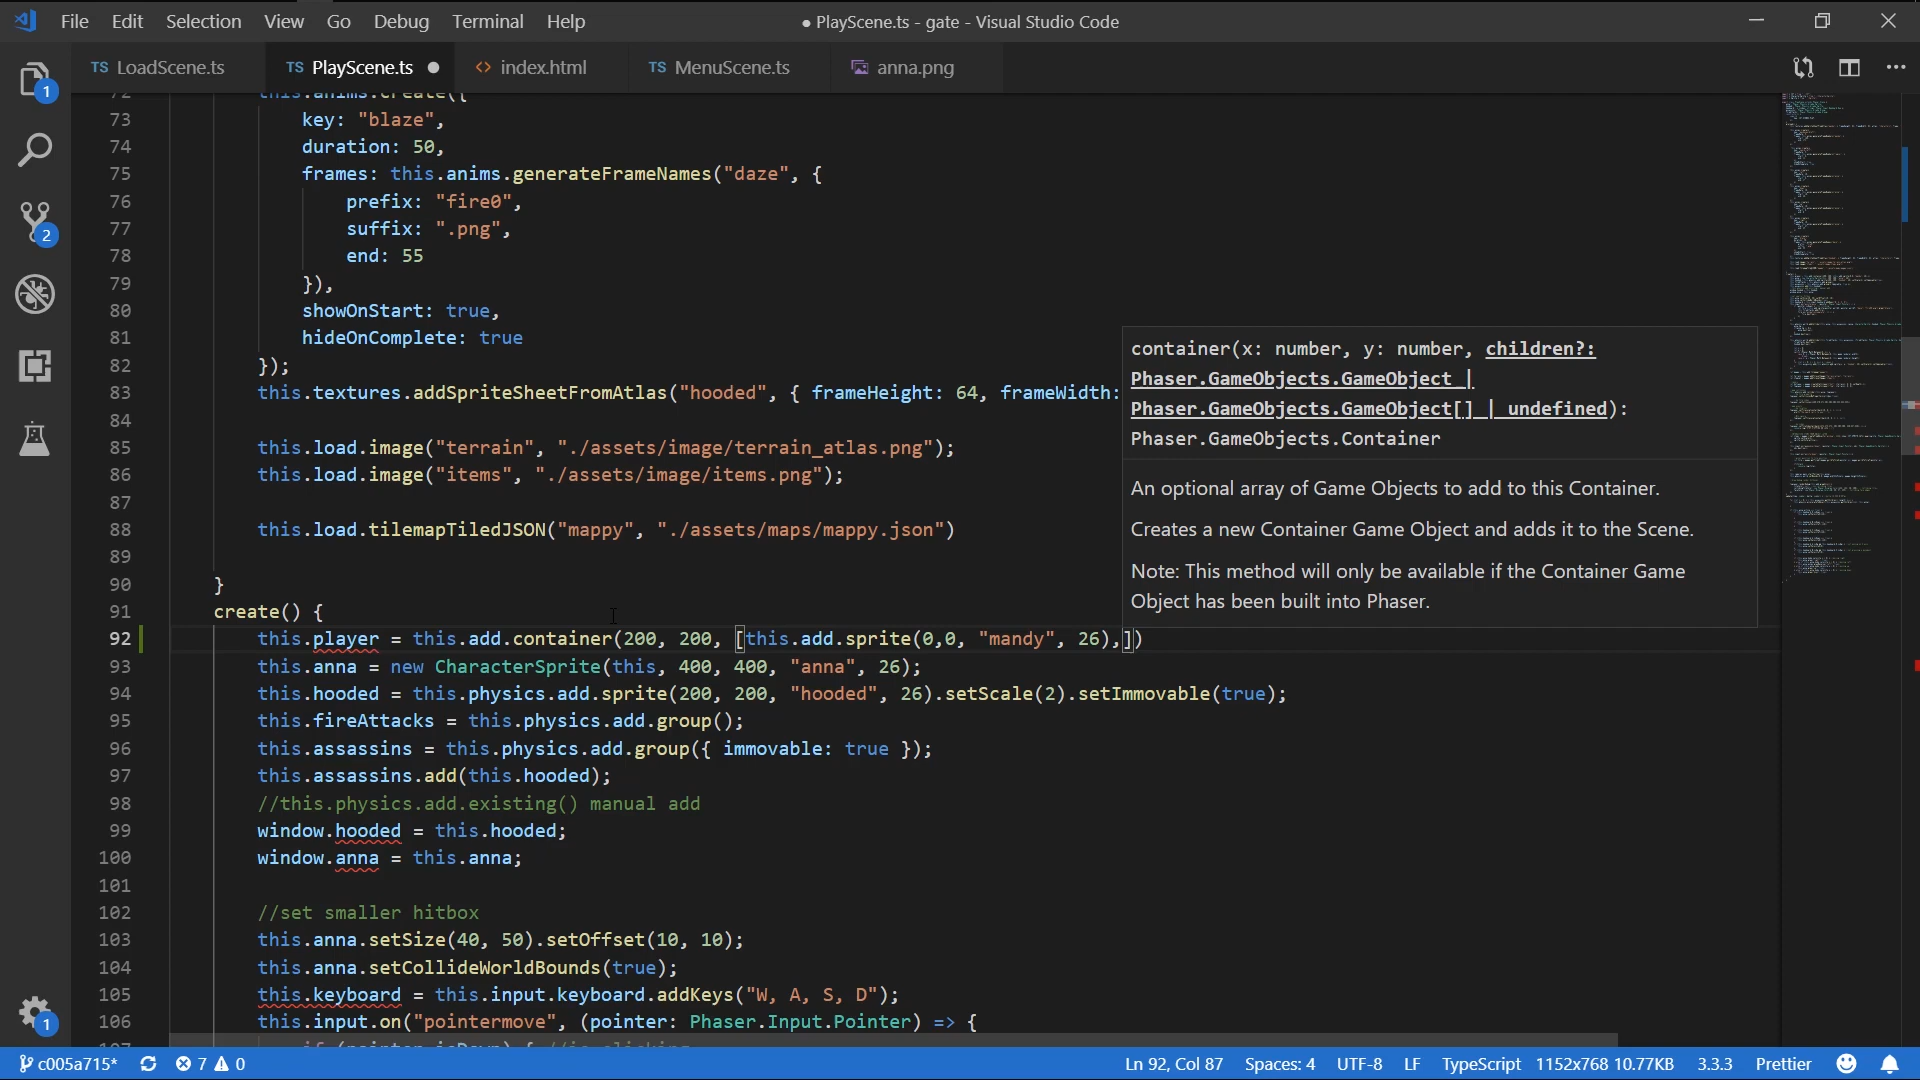 File Edit Selection View Go Debug Terminal Help ● PlayScene.ts - gate - Visual Studio Code
TS LoadScene.ts TS PlayScene.ts ● <> index.html TS MenuScene.ts anna.png
72 this.anims.create({
73 key: "blaze",
74 duration: 50,
75 frames: this.anims.generateFrameNames("daze", {
76 prefix: "fire0",
77 suffix: ".png",
78 end: 55
79 }),
80 showOnStart: true,
81 hideOnComplete: true
82 });
83 this.textures.addSpriteSheetFromAtlas("hooded", { frameHeight: 64, frameWidth:
84
85 this.load.image("terrain", "./assets/image/terrain_atlas.png");
86 this.load.image("items", "./assets/image/items.png");
87
88 this.load.tilemapTiledJSON("mappy", "./assets/maps/mappy.json")
89
90 }
91 create() {
92 this.player = this.add.container(200, 200, [this.add.sprite(0,0, "mandy", 26),])
93 this.anna = new CharacterSprite(this, 400, 400, "anna", 26);
94 this.hooded = this.physics.add.sprite(200, 200, "hooded", 26).setScale(2).setImmovable(true);
95 this.fireAttacks = this.physics.add.group();
96 this.assassins = this.physics.add.group({ immovable: true });
97 this.assassins.add(this.hooded);
98 //this.physics.add.existing() manual add
99 window.hooded = this.hooded;
100 window.anna = this.anna;
101
102 //set smaller hitbox
103 this.anna.setSize(40, 50).setOffset(10, 10);
104 this.anna.setCollideWorldBounds(true);
105 this.keyboard = this.input.keyboard.addKeys("W, A, S, D");
106 this.input.on("pointermove", (pointer: Phaser.Input.Pointer) => {
container(x: number, y: number, children?:
Phaser.GameObjects.GameObject |
Phaser.GameObjects.GameObject[] | undefined):
Phaser.GameObjects.Container
An optional array of Game Objects to add to this Container.
Creates a new Container Game Object and adds it to the Scene.
Note: This method will only be available if the Container Game
Object has been built into Phaser.
1
2
1
c005a715* 7 0 Ln 92, Col 87 Spaces: 4 UTF-8 LF TypeScript 1152x768 10.77KB 3.3.3 Prettier